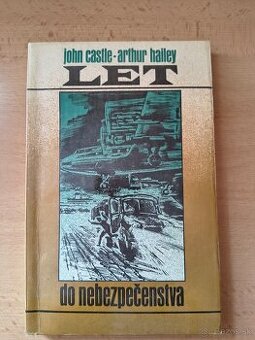 john castle - arthur hailey
LET
do nebezpečenstva